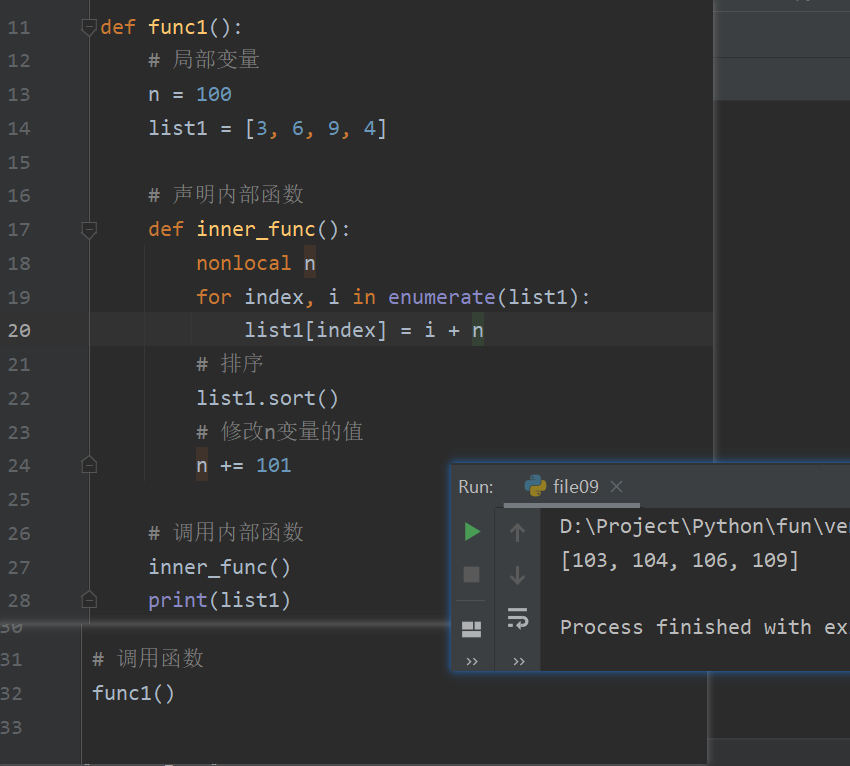 11 def func1():
12 # 局部变量
13 n = 100
14 list1 = [3, 6, 9, 4]
15
16 # 声明内部函数
17 def inner_func():
18 nonlocal n
19 for index, i in enumerate(list1):
20 list1[index] = i + n
21 # 排序
22 list1.sort()
23 # 修改n变量的值
24 n += 101
25
26 # 调用内部函数
27 inner_func()
28 print(list1)
30
31 # 调用函数
32 func1()
33
Run: file09
D:\Project\Python\fun\ve
[103, 104, 106, 109]
Process finished with ex